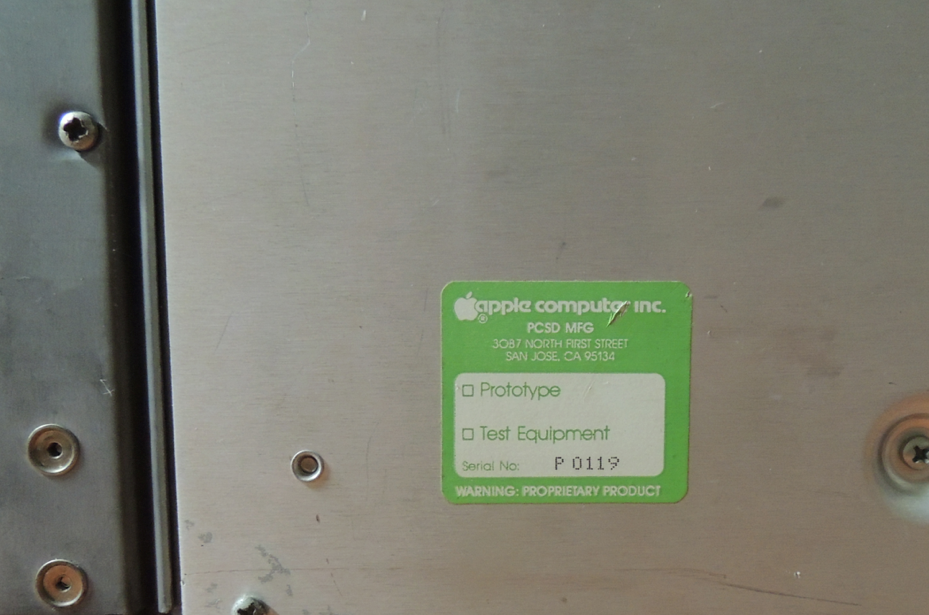 apple computer inc.
PCSD MFG
3087 NORTH FIRST STREET
SAN JOSE, CA 95134
Prototype
Test Equipment
Serial No: P 0119
WARNING: PROPRIETARY PRODUCT